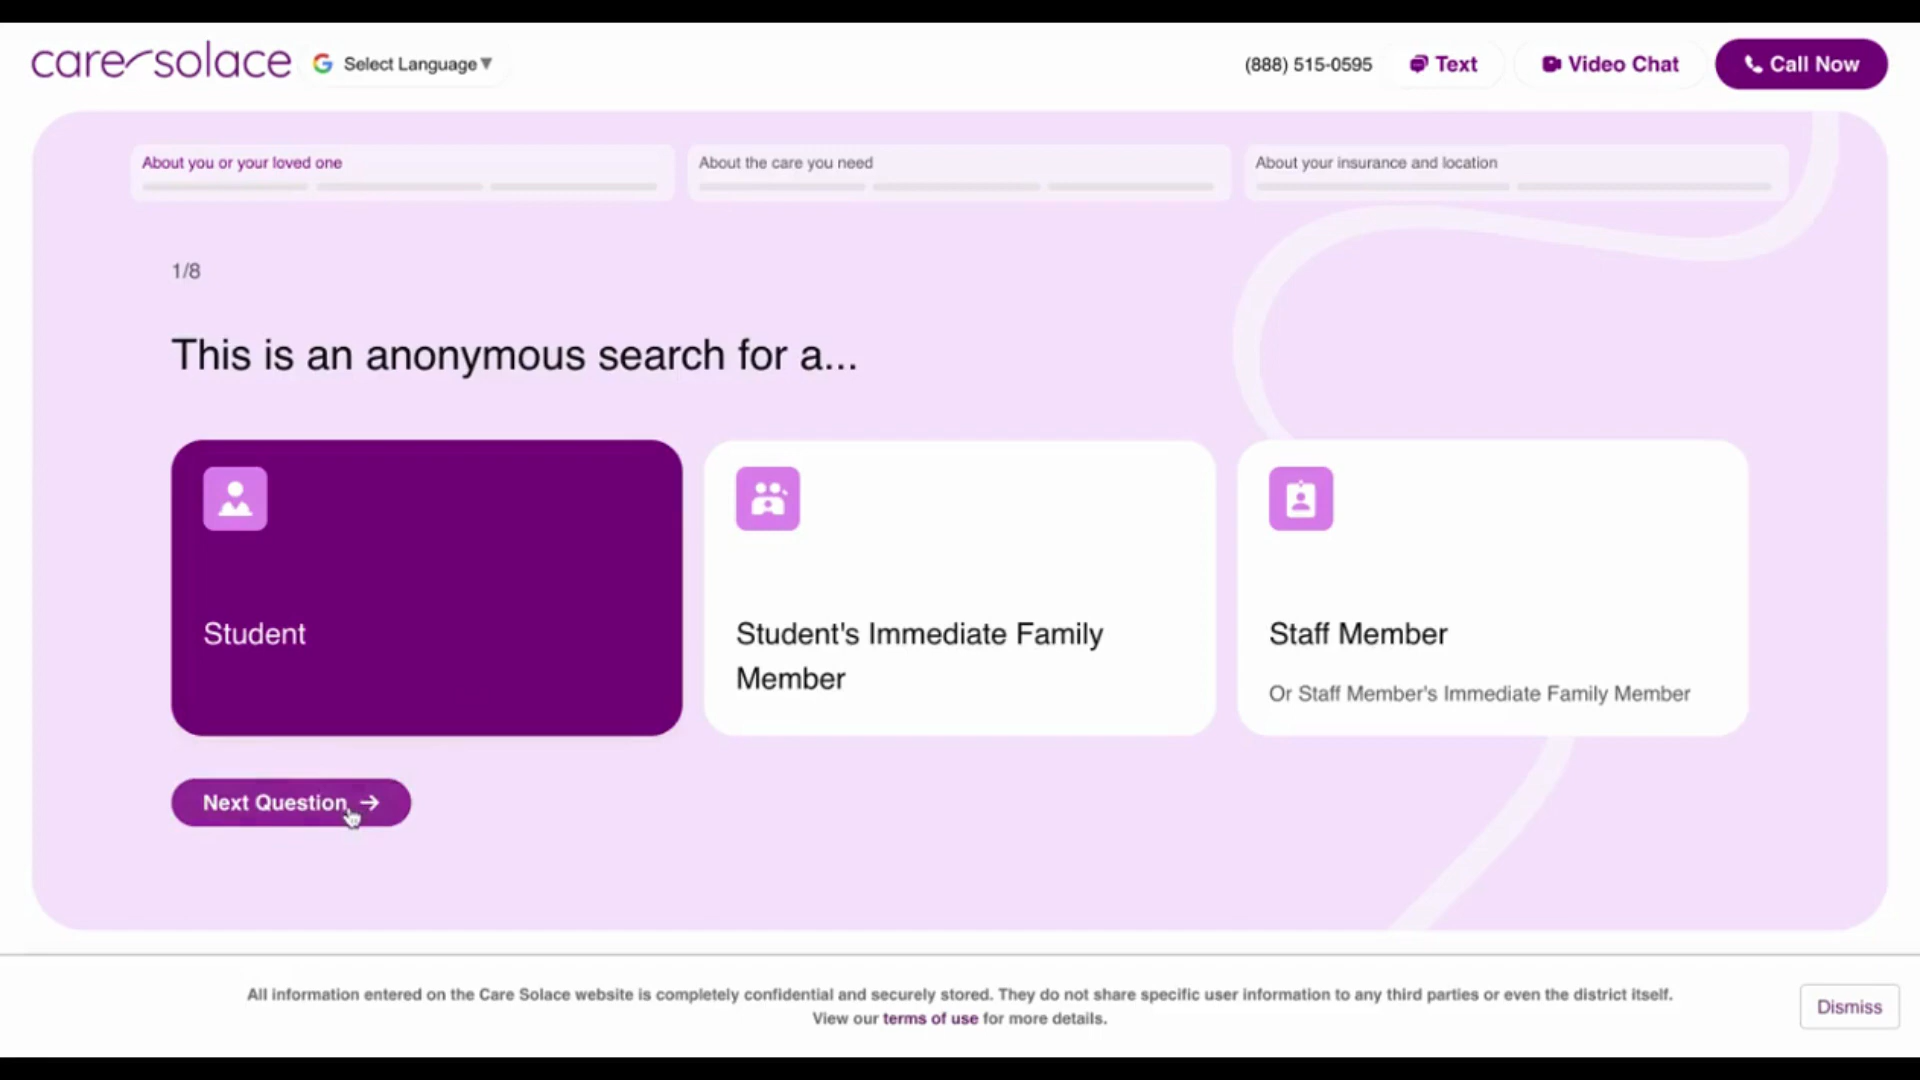 care solace
Select Language ▼
(888) 515-0595
Text
Video Chat
Call Now
About you or your loved one
About the care you need
About your insurance and location
1/8
This is an anonymous search for a...
Student
Student's Immediate Family
Member
Staff Member
Or Staff Member's Immediate Family Member
Next Question →
All information entered on the Care Solace website is completely confidential and securely stored. They do not share specific user information to any third parties or even the district itself.
View our terms of use for more details.
Dismiss